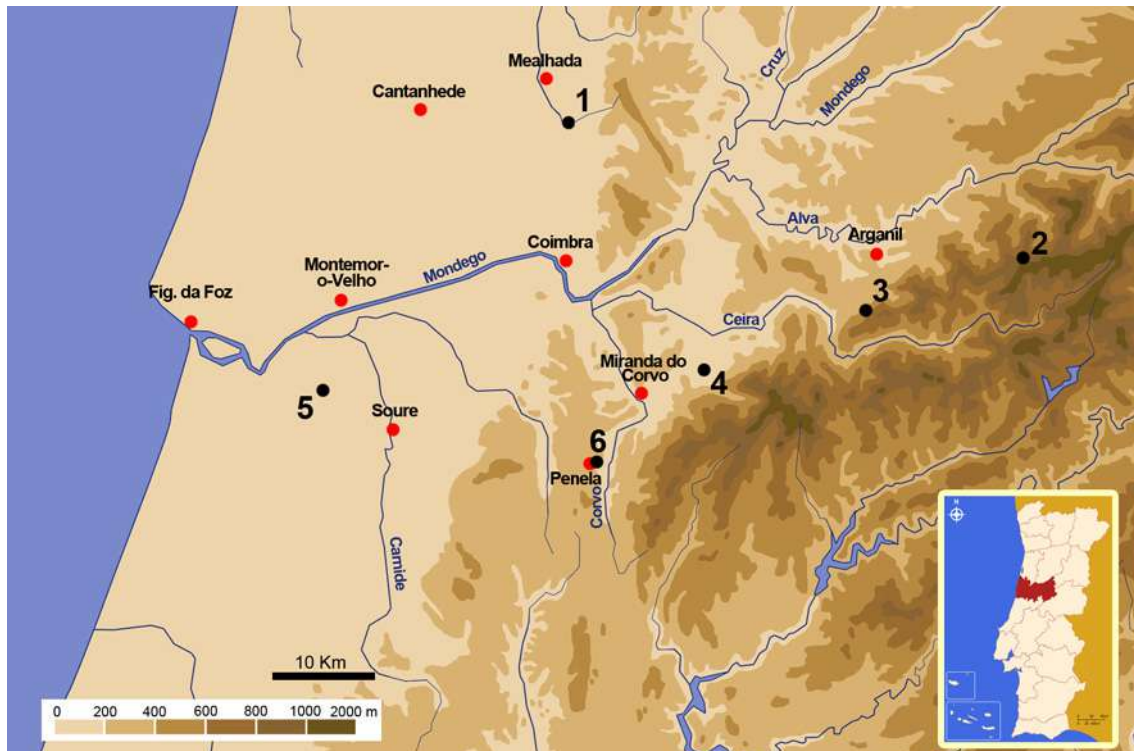 Mealhada
1
Cruz
Mondego
Cantanhede
Alva
Arganil
2
Coimbra
Mondego
Montemor-
o-Velho
Fig. da Foz
3
Ceira
Miranda do
Corvo
4
5
Soure
6
Penela
Corvo
Carnide
10 Km
0 200 400 600 800 1000 2000 m
N